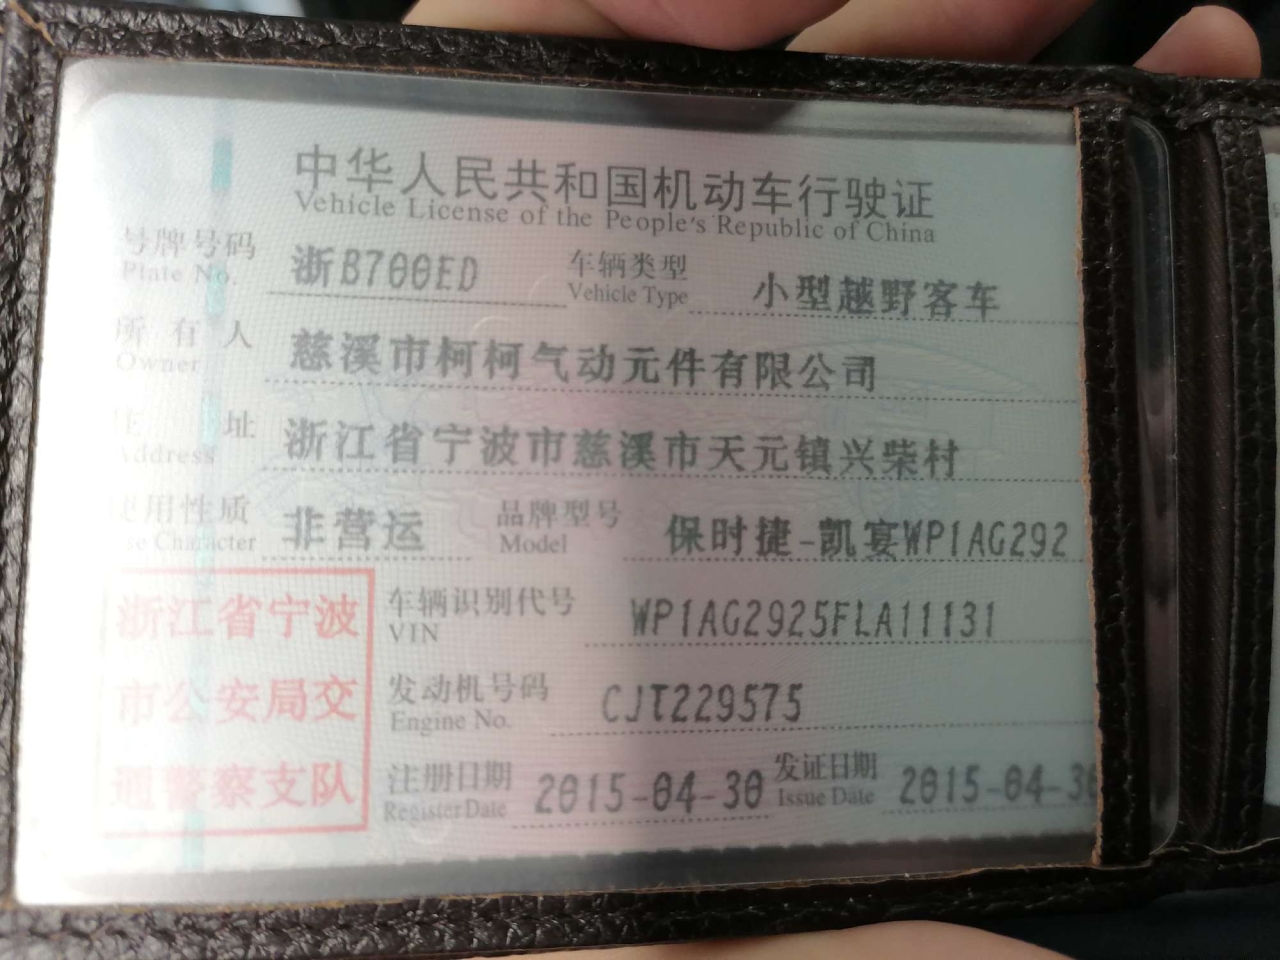 中华人民共和国机动车行驶证
Vehicle License of the People's Republic of China
号牌号码 浙B700ED 车辆类型 小型越野客车
Plate No. Vehicle Type
所有人 慈溪市柯柯气动元件有限公司
Owner
住址 浙江省宁波市慈溪市天元镇兴柴村
Address
使用性质 非营运 品牌型号 保时捷-凯宴WP1AG292
Use Character Model
浙江省宁波 车辆识别代号 WP1AG2925FLA11131
VIN
市公安局交 发动机号码 CJT229575
Engine No.
通警察支队 注册日期 2015-04-30 发证日期 2015-04-30
Register Date Issue Date